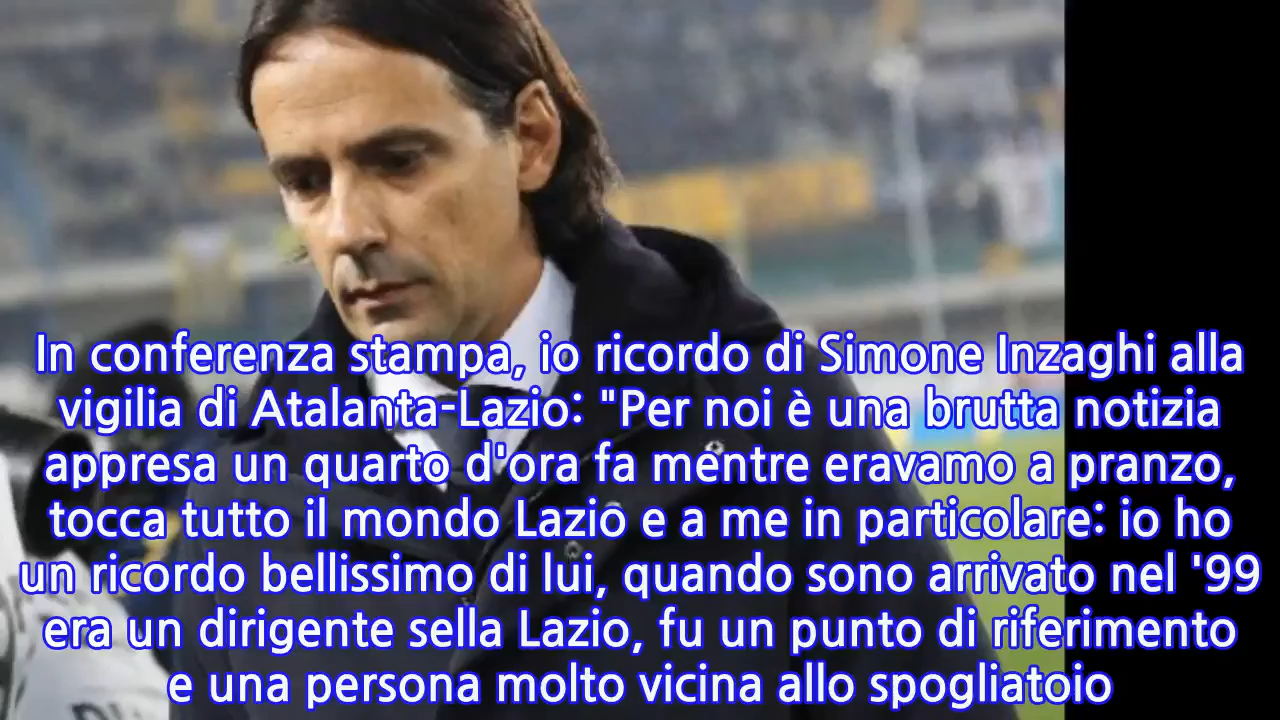 In conferenza stampa, io ricordo di Simone Inzaghi alla
vigilia di Atalanta-Lazio: "Per noi è una brutta notizia
appresa un quarto d'ora fa mentre eravamo a pranzo,
tocca tutto il mondo Lazio e a me in particolare: io ho
un ricordo bellissimo di lui, quando sono arrivato nel '99
era un dirigente sella Lazio, fu un punto di riferimento
e una persona molto vicina allo spogliatoio